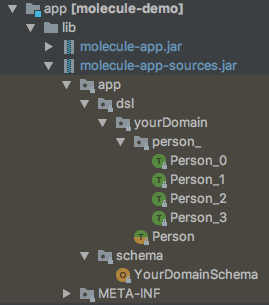 app [molecule-demo]
lib
molecule-app.jar
molecule-app-sources.jar
app
dsl
yourDomain
person_
Person_0
Person_1
Person_2
Person_3
Person
schema
YourDomainSchema
META-INF